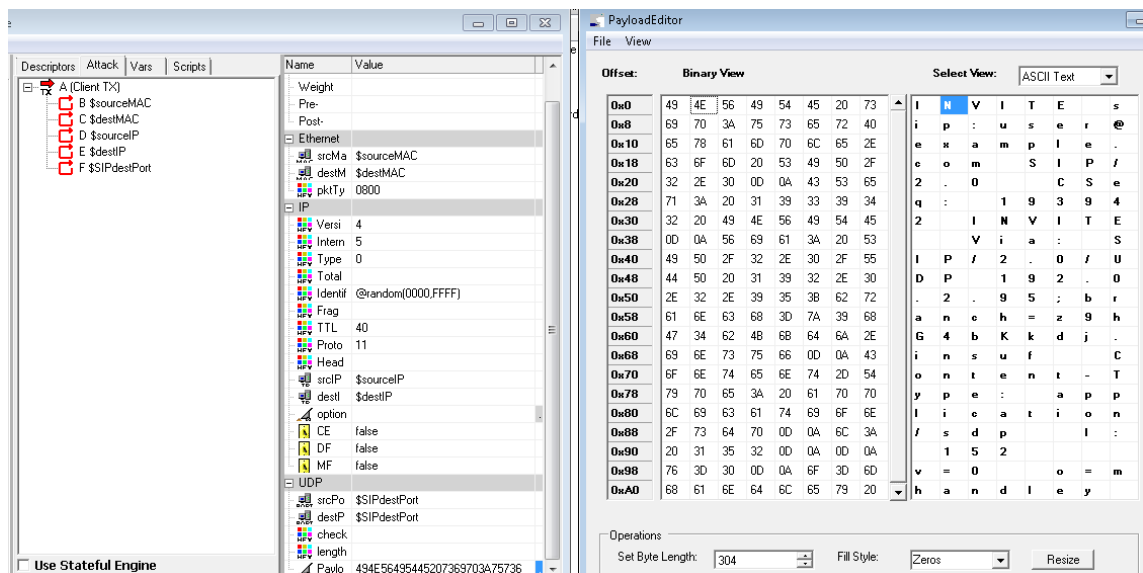 e
Descriptors Attack Vars Scripts
A (Client TX)
TX
B $sourceMAC
C $destMAC
D $sourceIP
E $destIP
F $SIPdestPort
Use Stateful Engine
Name Value
Weight
Pre-
Post-
Ethernet
srcMa $sourceMAC
destM $destMAC
pktTy 0800
IP
Versi 4
Intern 5
Type 0
Total
Identif @random(0000,FFFF)
Frag
TTL 40
Proto 11
Head
srcIP $sourceIP
destI $destIP
option
CE false
DF false
MF false
UDP
srcPo $SIPdestPort
destP $SIPdestPort
check
length
Paylo 494E56495445207369703A75736
PayloadEditor
File View
Offset: Binary View Select View: ASCII Text
0x0 49 4E 56 49 54 45 20 73 I N V I T E s
0x8 69 70 3A 75 73 65 72 40 i p : u s e r @
0x10 65 78 61 6D 70 6C 65 2E e x a m p l e .
0x18 63 6F 6D 20 53 49 50 2F c o m S I P /
0x20 32 2E 30 0D 0A 43 53 65 2 . 0 C S e
0x28 71 3A 20 31 39 33 39 34 q : 1 9 3 9 4
0x30 32 20 49 4E 56 49 54 45 2 I N V I T E
0x38 0D 0A 56 69 61 3A 20 53 V i a : S
0x40 49 50 2F 32 2E 30 2F 55 I P / 2 . 0 / U
0x48 44 50 20 31 39 32 2E 30 D P 1 9 2 . 0
0x50 2E 32 2E 39 35 3B 62 72 . 2 . 9 5 ; b r
0x58 61 6E 63 68 3D 7A 39 68 a n c h = z 9 h
0x60 47 34 62 4B 6B 64 6A 2E G 4 b K k d j .
0x68 69 6E 73 75 66 0D 0A 43 i n s u f C
0x70 6F 6E 74 65 6E 74 2D 54 o n t e n t - T
0x78 79 70 65 3A 20 61 70 70 y p e : a p p
0x80 6C 69 63 61 74 69 6F 6E l i c a t i o n
0x88 2F 73 64 70 0D 0A 6C 3A / s d p l :
0x90 20 31 35 32 0D 0A 0D 0A 1 5 2
0x98 76 3D 30 0D 0A 6F 3D 6D v = 0 o = m
0xA0 68 61 6E 64 6C 65 79 20 h a n d l e y
Operations
Set Byte Length: 304 Fill Style: Zeros Resize